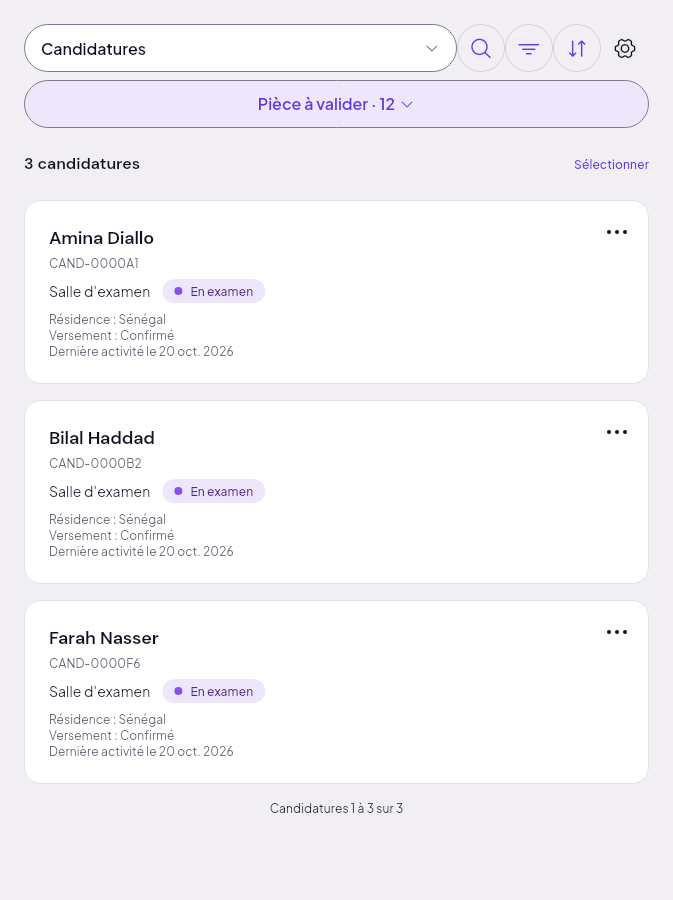 Candidatures
Pièce à valider · 12
3 candidatures
Sélectionner
Amina Diallo
CAND-0000A1
Salle d'examen
En examen
Résidence : Sénégal
Versement : Confirmé
Dernière activité le 20 oct. 2026
Bilal Haddad
CAND-0000B2
Salle d'examen
En examen
Résidence : Sénégal
Versement : Confirmé
Dernière activité le 20 oct. 2026
Farah Nasser
CAND-0000F6
Salle d'examen
En examen
Résidence : Sénégal
Versement : Confirmé
Dernière activité le 20 oct. 2026
Candidatures 1 à 3 sur 3